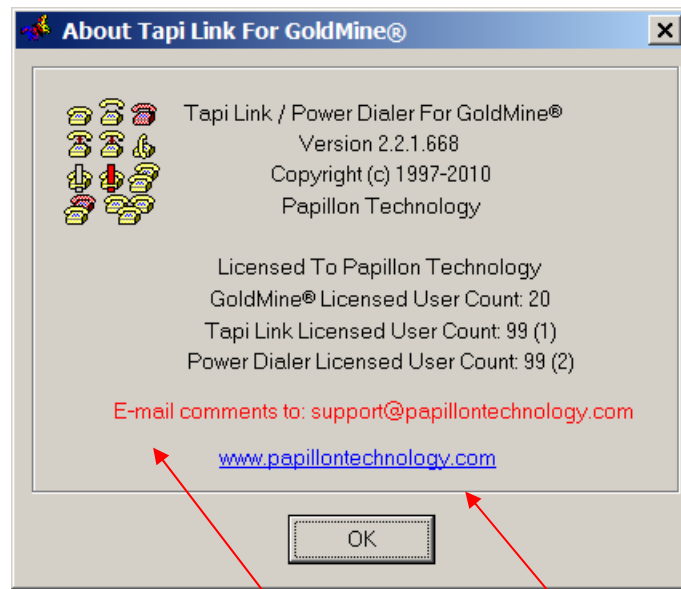 About Tapi Link For GoldMine®
Tapi Link / Power Dialer For GoldMine®
Version 2.2.1.668
Copyright (c) 1997-2010
Papillon Technology
Licensed To Papillon Technology
GoldMine® Licensed User Count: 20
Tapi Link Licensed User Count: 99 (1)
Power Dialer Licensed User Count: 99 (2)
E-mail comments to: support@papillontechnology.com
www.papillontechnology.com
OK